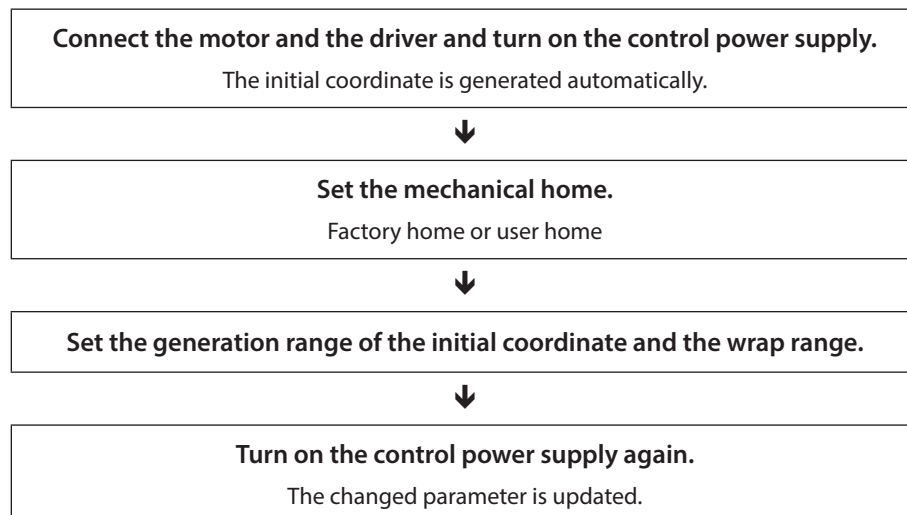 Connect the motor and the driver and turn on the control power supply.
The initial coordinate is generated automatically.
Set the mechanical home.
Factory home or user home
Set the generation range of the initial coordinate and the wrap range.
Turn on the control power supply again.
The changed parameter is updated.